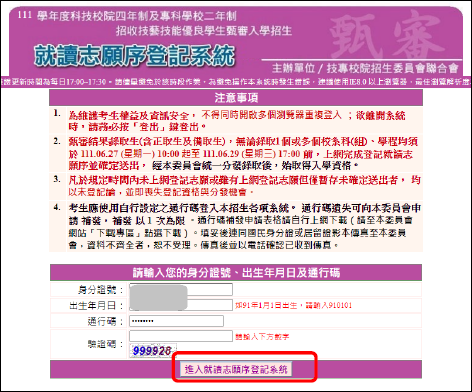 111 學年度科技校院四年制及專科學校二年制
招收技藝技能優良學生甄審入學招生
甄審
就讀志願序登記系統
主辦單位/技專校院招生委員會聯合會
注意事項
1. 為維護考生權益及資訊安全，不得同時開啟多個瀏覽器重複登入；欲離開系統
時，請務必按「登出」鍵登出。
2. 甄審結果錄取生(含正取生及備取生)，無論錄取1個或多個校系科(組)、學程均須
於 111.06.27 (星期一) 10:00 起至 111.06.29 (星期三) 17:00 前，上網完成登記就讀志
願序並確定送出，經本委員會統一分發錄取後，始取得入學資格。
3. 凡於規定時間內未上網登記志願或雖有上網登記志願但僅暫存未確定送出者，均
以未登記論，並即喪失登記資格與分發機會。
4. 考生應使用自行設定之通行碼登入本招生各項系統。通行碼遺失可向本委員會申
請 補發，補發 以 1 次為限。通行碼補發申請表格請自行上網下載（請至本委員會
網站「下載專區」點選下載）。填妥後連同國民身分證或居留證影本傳真至本委員
會，資料不齊全者，恕不受理。傳真後並以電話確認已收到傳真。
請輸入您的身分證號、出生年月日及通行碼
身分證號：
出生年月日： 如91年1月1日出生，請輸入910101
通行碼： ········
驗證碼： 請輸入下方數字
999928
進入就讀志願序登記系統